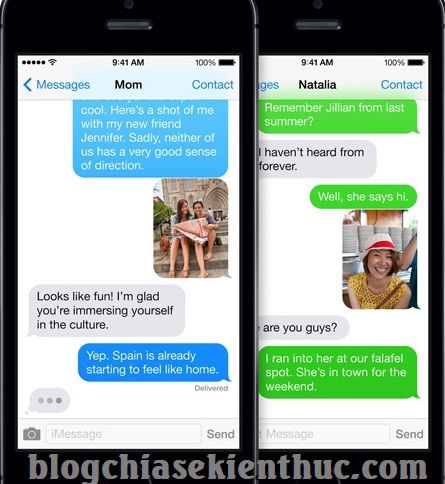 9:41 AM 100%
Messages Mom Contact
cool. Here's a shot of me
with my new friend
Jennifer. Sadly, neither of
us has a very good sense
of direction.
Looks like fun! I'm glad
you're immersing yourself
in the culture.
Yep. Spain is already
starting to feel like home.
Delivered
iMessage Send
9:41 AM 100%
Messages Natalia Contact
Remember Jillian from last
summer?
I haven't heard from
forever.
Well, she says hi.
are you guys?
I ran into her at our falafel
spot. She's in town for the
weekend.
Message Send
blogchiasekienthuc.com